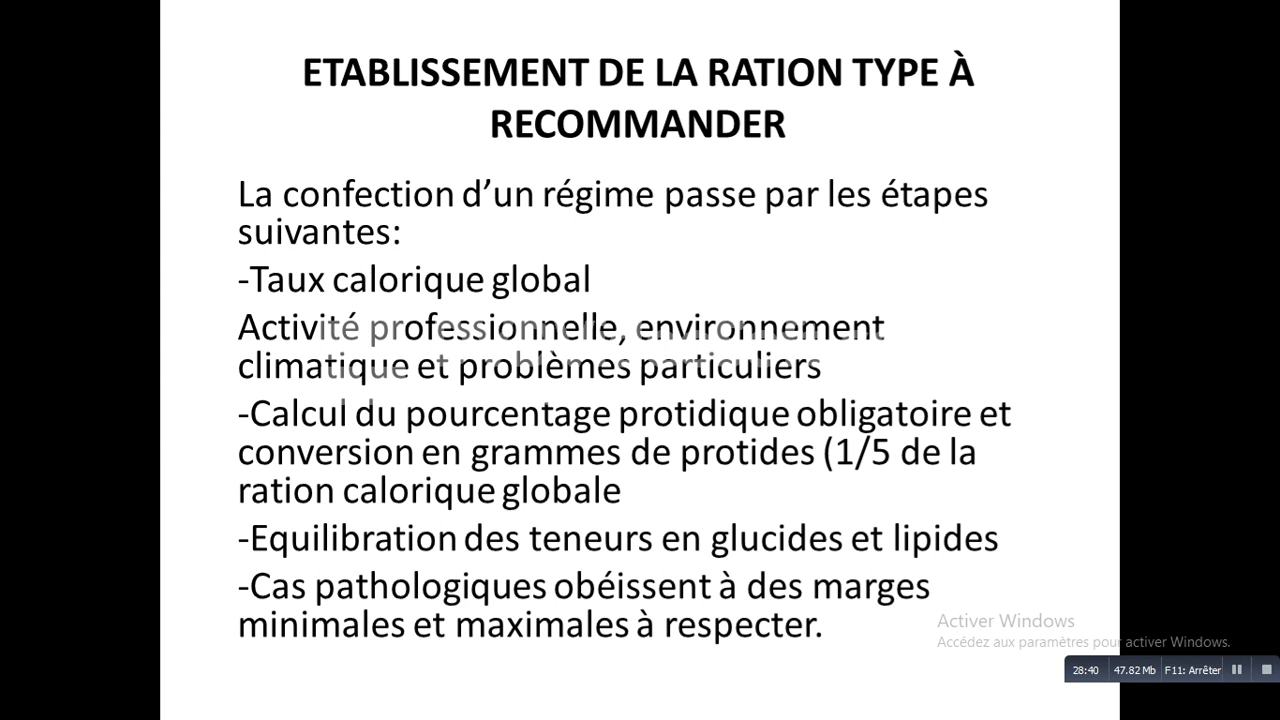 ETABLISSEMENT DE LA RATION TYPE À
RECOMMANDER
La confection d’un régime passe par les étapes
suivantes:
-Taux calorique global
Activité professionnelle, environnement
climatique et problèmes particuliers
-Calcul du pourcentage protidique obligatoire et
conversion en grammes de protides (1/5 de la
ration calorique globale
-Equilibration des teneurs en glucides et lipides
-Cas pathologiques obéissent à des marges
minimales et maximales à respecter.
Activer Windows
Accédez aux paramètres pour activer Windows.
28:40 47.82 Mb F11: Arrêter